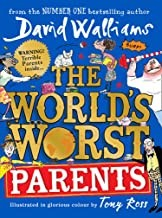 from the NUMBER ONE bestselling author
David Walliams
WARNING!
Terrible
Parents
inside...
THE
WORLD'S
WORST
PARENTS
Illustrated in glorious colour by Tony Ross